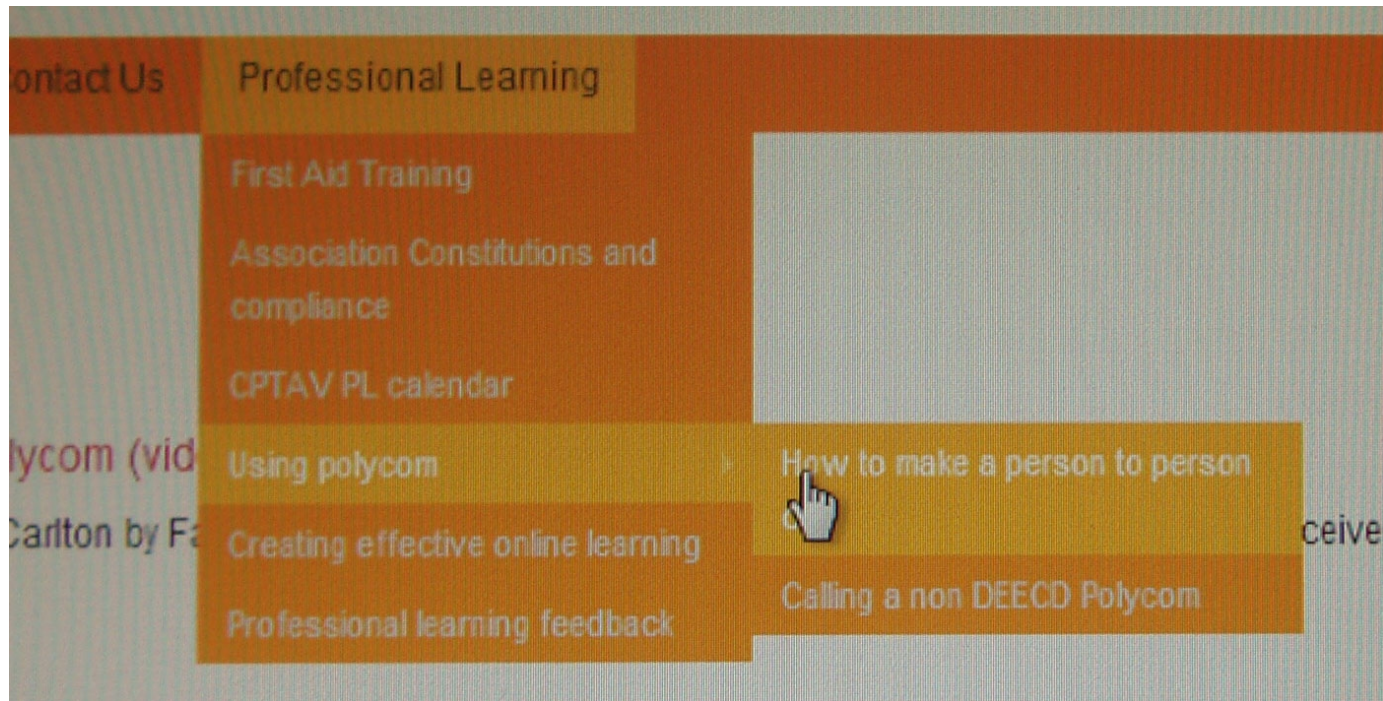 ontact Us Professional Learning
First Aid Training
Association Constitutions and
compliance
CPTAV PL calendar
lycom (vid Using polycom How to make a person to person
Carlton by Fa Creating effective online learning ceive
Calling a non DEECD Polycom
Professional learning feedback